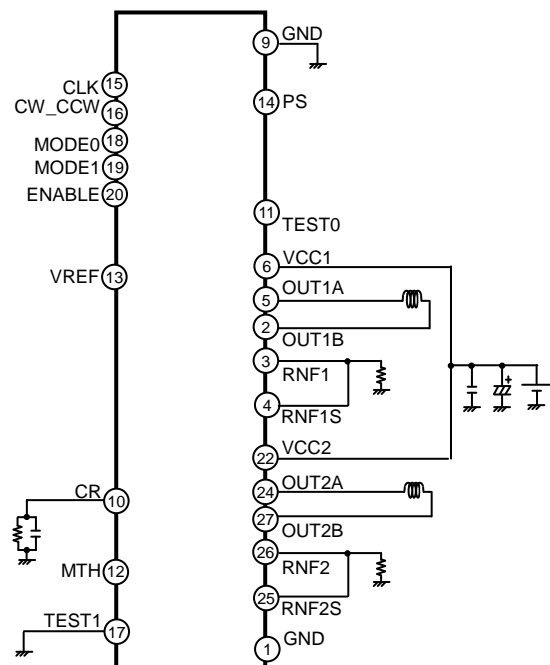 9 GND
15 CLK
14 PS
CW_CCW 16
MODE0 18
MODE1 19
ENABLE 20
11 TEST0
6 VCC1
VREF 13
5 OUT1A
2 OUT1B
3 RNF1
+
4 RNF1S
22 VCC2
CR 10
24 OUT2A
27 OUT2B
26 RNF2
MTH 12
25 RNF2S
TEST1 17
1 GND